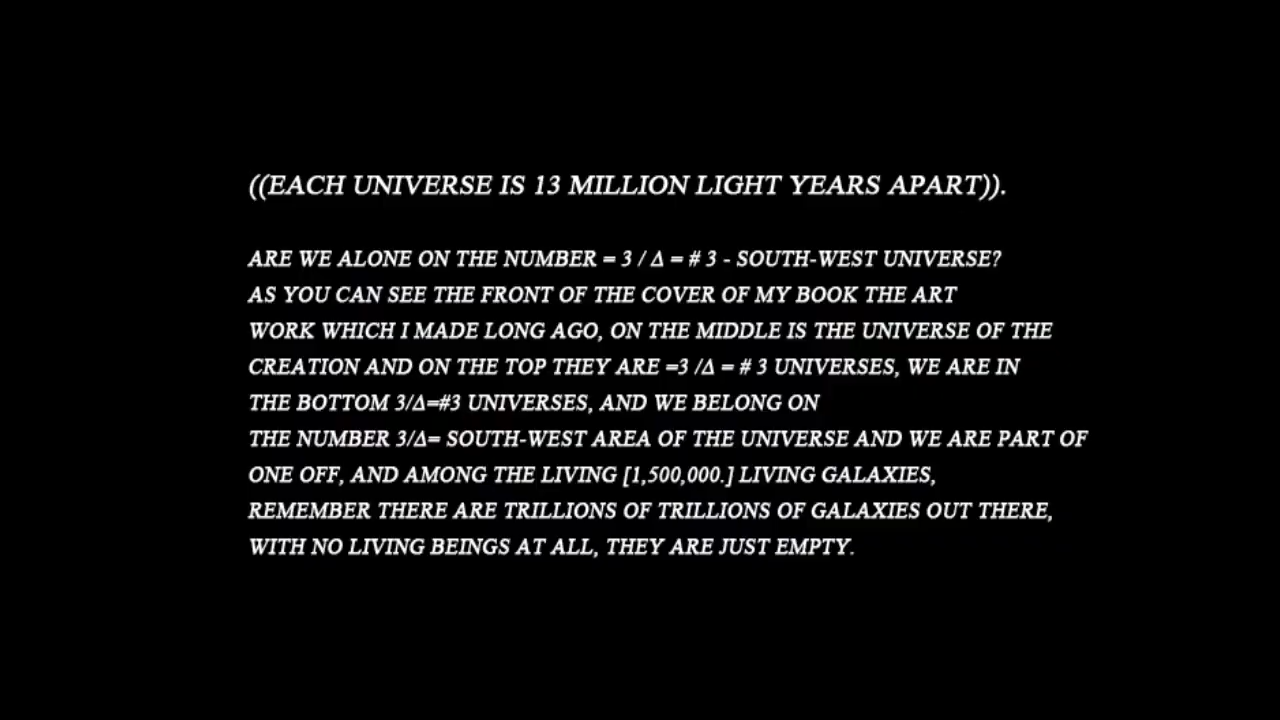 ((EACH UNIVERSE IS 13 MILLION LIGHT YEARS APART)).
ARE WE ALONE ON THE NUMBER = 3 / Δ = # 3 - SOUTH-WEST UNIVERSE?
AS YOU CAN SEE THE FRONT OF THE COVER OF MY BOOK THE ART
WORK WHICH I MADE LONG AGO, ON THE MIDDLE IS THE UNIVERSE OF THE
CREATION AND ON THE TOP THEY ARE =3 /Δ = # 3 UNIVERSES, WE ARE IN
THE BOTTOM 3/Δ=#3 UNIVERSES, AND WE BELONG ON
THE NUMBER 3/Δ= SOUTH-WEST AREA OF THE UNIVERSE AND WE ARE PART OF
ONE OFF, AND AMONG THE LIVING [1,500,000.] LIVING GALAXIES,
REMEMBER THERE ARE TRILLIONS OF TRILLIONS OF GALAXIES OUT THERE,
WITH NO LIVING BEINGS AT ALL, THEY ARE JUST EMPTY.